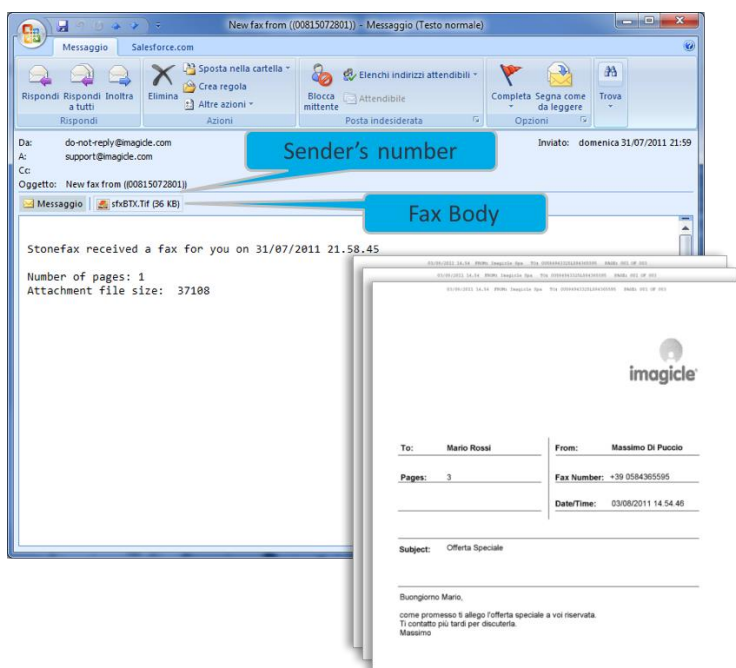 New fax from ((00815072801)) - Messaggio (Testo normale)
Messaggio Salesforce.com
Rispondi Rispondi a tutti Inoltra
Rispondi
Elimina
Sposta nella cartella
Crea regola
Altre azioni
Azioni
Blocca mittente
Elenchi indirizzi attendibili
Attendibile
Posta indesiderata
Completa Segna come da leggere
Opzioni
Trova
Da: do-not-reply@imagicle.com
Inviato: domenica 31/07/2011 21:59
A: support@imagicle.com
Cc:
Oggetto: New fax from ((00815072801))
Sender's number
Messaggio sfxBTX.Tif (36 KB)
Fax Body
Stonefax received a fax for you on 31/07/2011 21.58.45
Number of pages: 1
Attachment file size: 37108
imagicle
To: Mario Rossi From: Massimo Di Puccio
Pages: 3 Fax Number: +39 0584365595
Date/Time: 03/08/2011 14.54.46
Subject: Offerta Speciale
Buongiorno Mario,
come promesso ti allego l'offerta speciale a voi riservata.
Ti contatto più tardi per discuterla.
Massimo